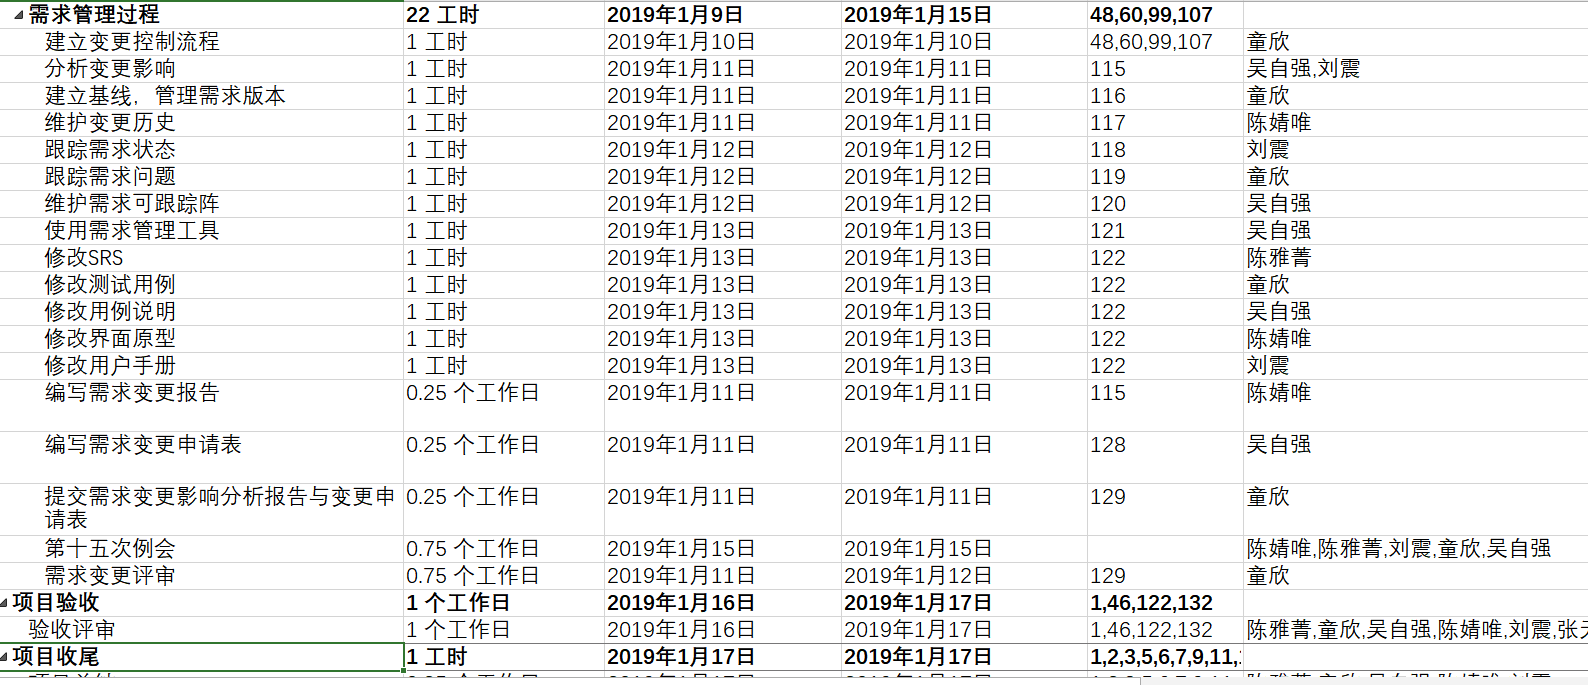 需求管理过程 22 工时 2019年1月9日 2019年1月15日 48,60,99,107
建立变更控制流程 1 工时 2019年1月10日 2019年1月10日 48,60,99,107 童欣
分析变更影响 1 工时 2019年1月11日 2019年1月11日 115 吴自强,刘震
建立基线，管理需求版本 1 工时 2019年1月11日 2019年1月11日 116 童欣
维护变更历史 1 工时 2019年1月11日 2019年1月11日 117 陈婧唯
跟踪需求状态 1 工时 2019年1月12日 2019年1月12日 118 刘震
跟踪需求问题 1 工时 2019年1月12日 2019年1月12日 119 童欣
维护需求可跟踪阵 1 工时 2019年1月12日 2019年1月12日 120 吴自强
使用需求管理工具 1 工时 2019年1月13日 2019年1月13日 121 吴自强
修改SRS 1 工时 2019年1月13日 2019年1月13日 122 陈雅菁
修改测试用例 1 工时 2019年1月13日 2019年1月13日 122 童欣
修改用例说明 1 工时 2019年1月13日 2019年1月13日 122 吴自强
修改界面原型 1 工时 2019年1月13日 2019年1月13日 122 陈婧唯
修改用户手册 1 工时 2019年1月13日 2019年1月13日 122 刘震
编写需求变更报告 0.25 个工作日 2019年1月11日 2019年1月11日 115 陈婧唯
编写需求变更申请表 0.25 个工作日 2019年1月11日 2019年1月11日 128 吴自强
提交需求变更影响分析报告与变更申 0.25 个工作日 2019年1月11日 2019年1月11日 129 童欣
请表
第十五次例会 0.75 个工作日 2019年1月15日 2019年1月15日 陈婧唯,陈雅菁,刘震,童欣,吴自强
需求变更评审 0.75 个工作日 2019年1月11日 2019年1月12日 129 童欣
项目验收 1 个工作日 2019年1月16日 2019年1月17日 1,46,122,132
验收评审 1 个工作日 2019年1月16日 2019年1月17日 1,46,122,132 陈雅菁,童欣,吴自强,陈婧唯,刘震,张
项目收尾 1 工时 2019年1月17日 2019年1月17日 1,2,3,5,6,7,9,11,